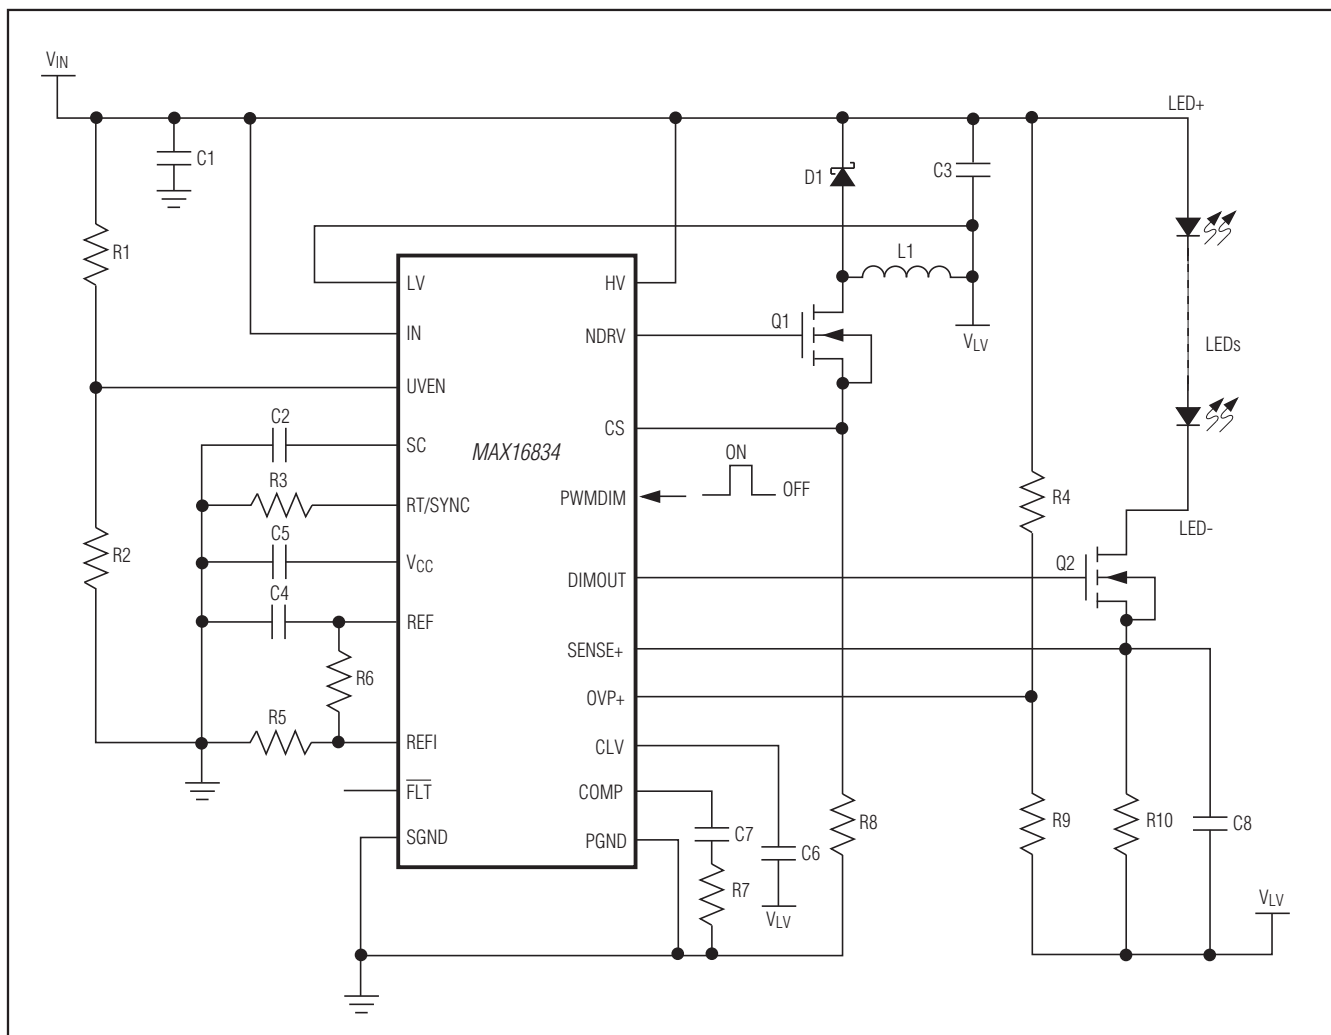 VIN
LED+
C1
D1
C3
R1
L1
LV
HV
Q1
IN
NDRV
VLV
LEDs
UVEN
C2
SC
CS
MAX16834
ON
R3
PWMDIM
OFF
R4
RT/SYNC
LED-
C5
R2
VCC
DIMOUT
Q2
C4
REF
SENSE+
R6
OVP+
R5
REFI
CLV
FLT
COMP
SGND
PGND
C7
C6
R8
R9
R10
C8
R7
VLV
VLV